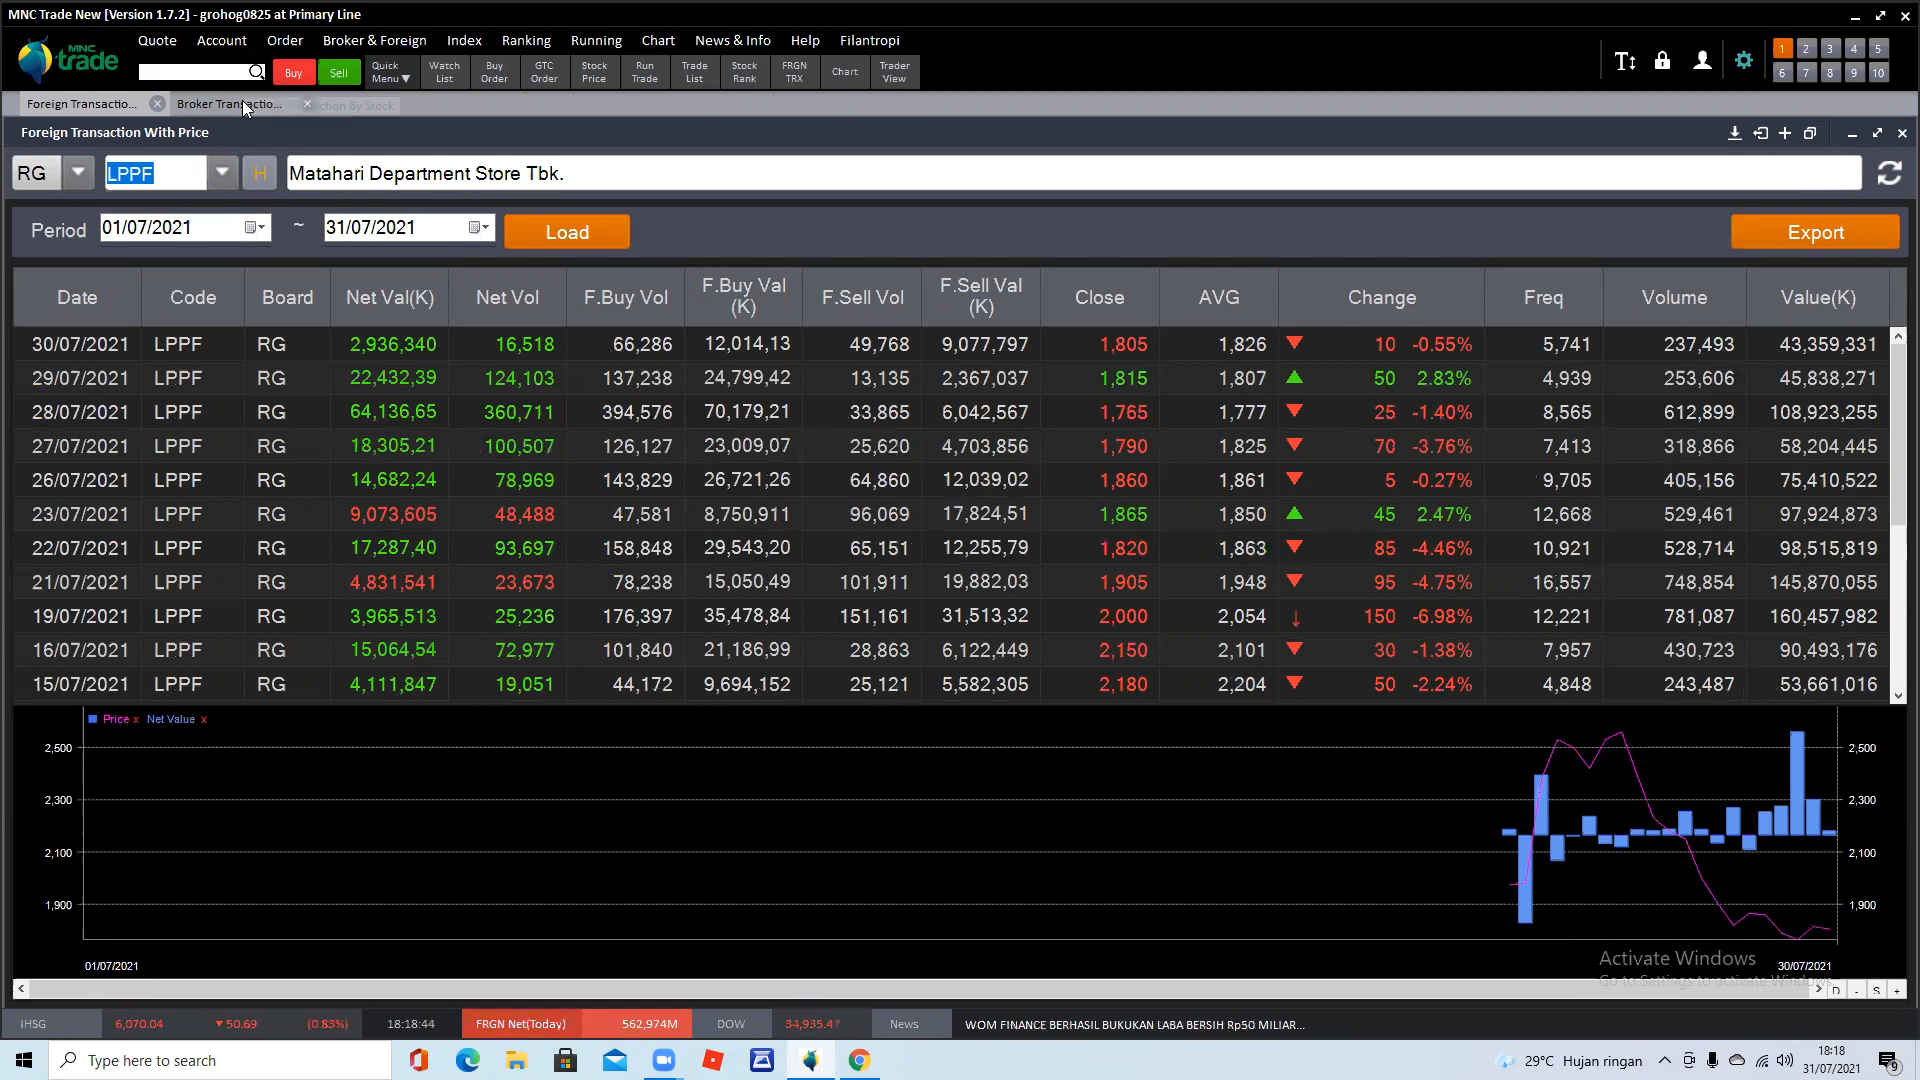 MNC Trade New [Version 1.7.2] - grohog0825 at Primary Line
MNC trade
Quote Account Order Broker & Foreign Index Ranking Running Chart News & Info Help Filantropi
Buy Sell Quick Menu ▼ Watch List Buy Order GTC Order Stock Price Run Trade Trade List Stock Rank FRGN TRX Chart Trader View
1 2 3 4 5
6 7 8 9 10
Foreign Transactio... Broker Transactio... ction By Stock
Foreign Transaction With Price
RG LPPF H Matahari Department Store Tbk.
Period 01/07/2021 ~ 31/07/2021 Load Export
Date Code Board Net Val(K) Net Vol F.Buy Vol F.Buy Val (K) F.Sell Vol F.Sell Val (K) Close AVG Change Freq Volume Value(K)
30/07/2021 LPPF RG 2,936,340 16,518 66,286 12,014,13 49,768 9,077,797 1,805 1,826 ▼ 10 -0.55% 5,741 237,493 43,359,331
29/07/2021 LPPF RG 22,432,39 124,103 137,238 24,799,42 13,135 2,367,037 1,815 1,807 ▲ 50 2.83% 4,939 253,606 45,838,271
28/07/2021 LPPF RG 64,136,65 360,711 394,576 70,179,21 33,865 6,042,567 1,765 1,777 ▼ 25 -1.40% 8,565 612,899 108,923,255
27/07/2021 LPPF RG 18,305,21 100,507 126,127 23,009,07 25,620 4,703,856 1,790 1,825 ▼ 70 -3.76% 7,413 318,866 58,204,445
26/07/2021 LPPF RG 14,682,24 78,969 143,829 26,721,26 64,860 12,039,02 1,860 1,861 ▼ 5 -0.27% 9,705 405,156 75,410,522
23/07/2021 LPPF RG 9,073,605 48,488 47,581 8,750,911 96,069 17,824,51 1,865 1,850 ▲ 45 2.47% 12,668 529,461 97,924,873
22/07/2021 LPPF RG 17,287,40 93,697 158,848 29,543,20 65,151 12,255,79 1,820 1,863 ▼ 85 -4.46% 10,921 528,714 98,515,819
21/07/2021 LPPF RG 4,831,541 23,673 78,238 15,050,49 101,911 19,882,03 1,905 1,948 ▼ 95 -4.75% 16,557 748,854 145,870,055
19/07/2021 LPPF RG 3,965,513 25,236 176,397 35,478,84 151,161 31,513,32 2,000 2,054 ↓ 150 -6.98% 12,221 781,087 160,457,982
16/07/2021 LPPF RG 15,064,54 72,977 101,840 21,186,99 28,863 6,122,449 2,150 2,101 ▼ 30 -1.38% 7,957 430,723 90,493,176
15/07/2021 LPPF RG 4,111,847 19,051 44,172 9,694,152 25,121 5,582,305 2,180 2,204 ▼ 50 -2.24% 4,848 243,487 53,661,016
Price x Net Value x
2,500 2,500
2,300 2,300
2,100 2,100
1,900 1,900
01/07/2021 30/07/2021
Activate Windows
Go to Settings to activate Windows.
D - S +
IHSG 6,070.04 ▼ 50.69 (0.83%) 18:18:44 FRGN Net(Today) 562,974M DOW 34,935.47 News WOM FINANCE BERHASIL BUKUKAN LABA BERSIH Rp50 MILIAR...
Type here to search 29°C Hujan ringan 18:18
31/07/2021 9